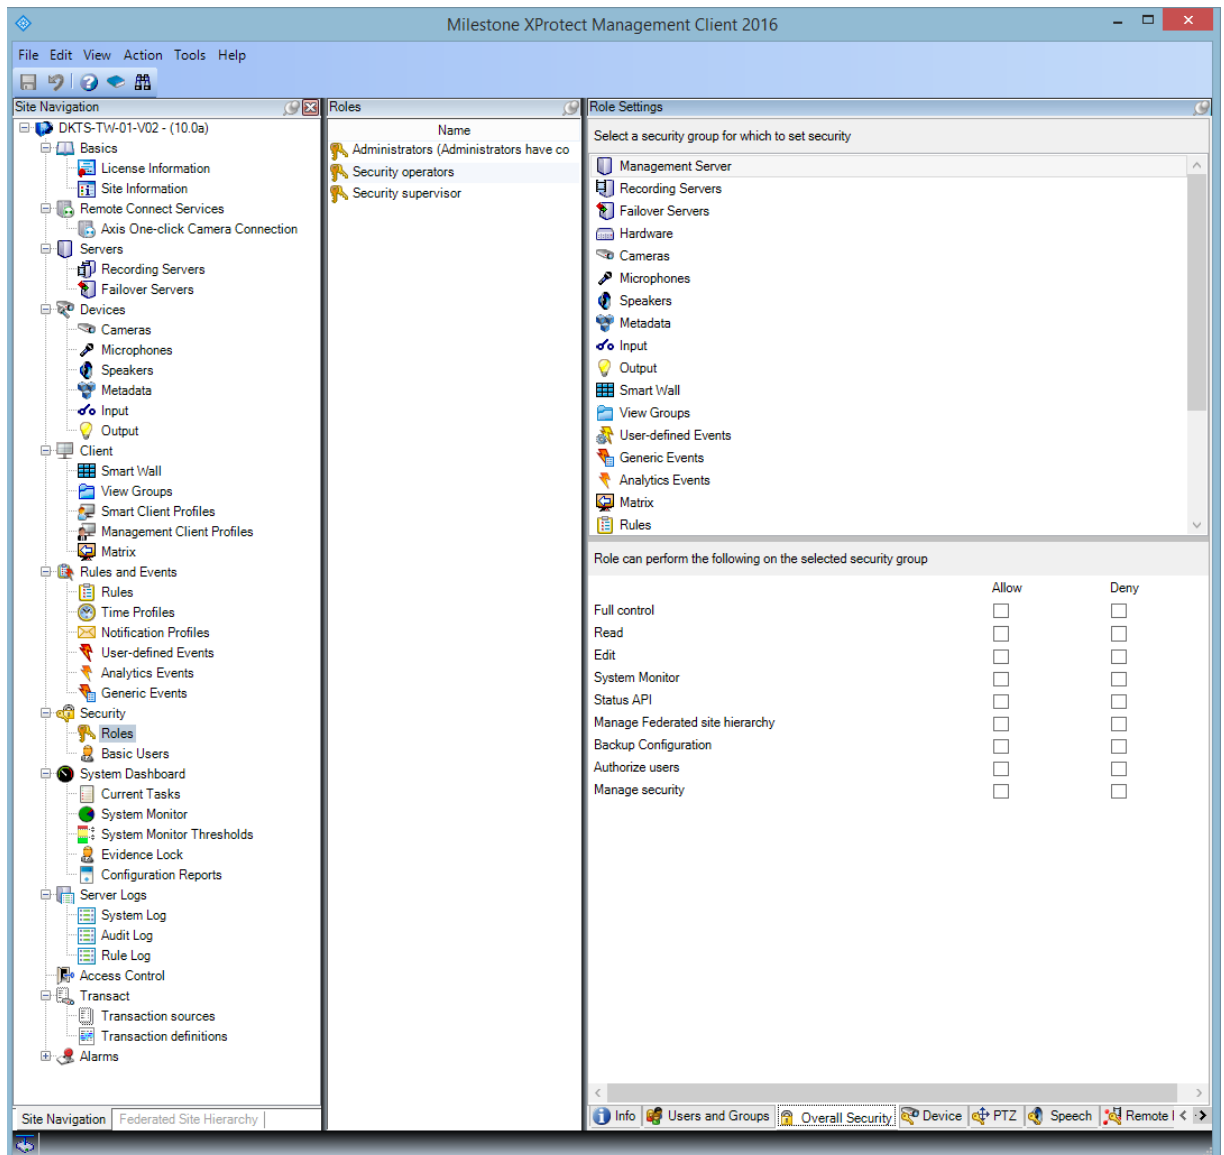 Milestone XProtect Management Client 2016
File Edit View Action Tools Help
Site Navigation
DKTS-TW-01-V02 - (10.0a)
Basics
License Information
Site Information
Remote Connect Services
Axis One-click Camera Connection
Servers
Recording Servers
Failover Servers
Devices
Cameras
Microphones
Speakers
Metadata
Input
Output
Client
Smart Wall
View Groups
Smart Client Profiles
Management Client Profiles
Matrix
Rules and Events
Rules
Time Profiles
Notification Profiles
User-defined Events
Analytics Events
Generic Events
Security
Roles
Basic Users
System Dashboard
Current Tasks
System Monitor
System Monitor Thresholds
Evidence Lock
Configuration Reports
Server Logs
System Log
Audit Log
Rule Log
Access Control
Transact
Transaction sources
Transaction definitions
Alarms
Site Navigation Federated Site Hierarchy
Roles
Name
Administrators (Administrators have co
Security operators
Security supervisor
Role Settings
Select a security group for which to set security
Management Server
Recording Servers
Failover Servers
Hardware
Cameras
Microphones
Speakers
Metadata
Input
Output
Smart Wall
View Groups
User-defined Events
Generic Events
Analytics Events
Matrix
Rules
Role can perform the following on the selected security group
Allow Deny
Full control
Read
Edit
System Monitor
Status API
Manage Federated site hierarchy
Backup Configuration
Authorize users
Manage security
Info Users and Groups Overall Security Device PTZ Speech Remote